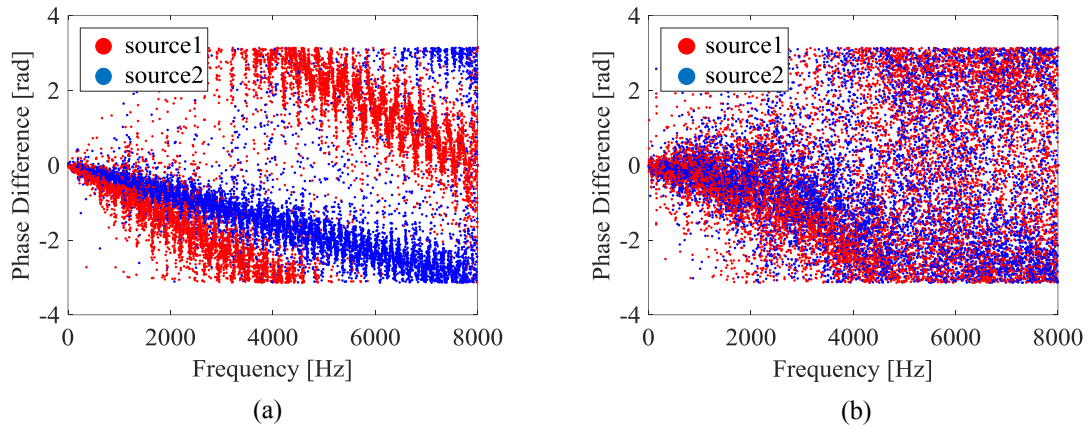 4
2
0
-2
-4
Phase Difference [rad]
source1
source2
0
2000
4000
6000
8000
Frequency [Hz]
(a)
4
2
0
-2
-4
Phase Difference [rad]
source1
source2
0
2000
4000
6000
8000
Frequency [Hz]
(b)